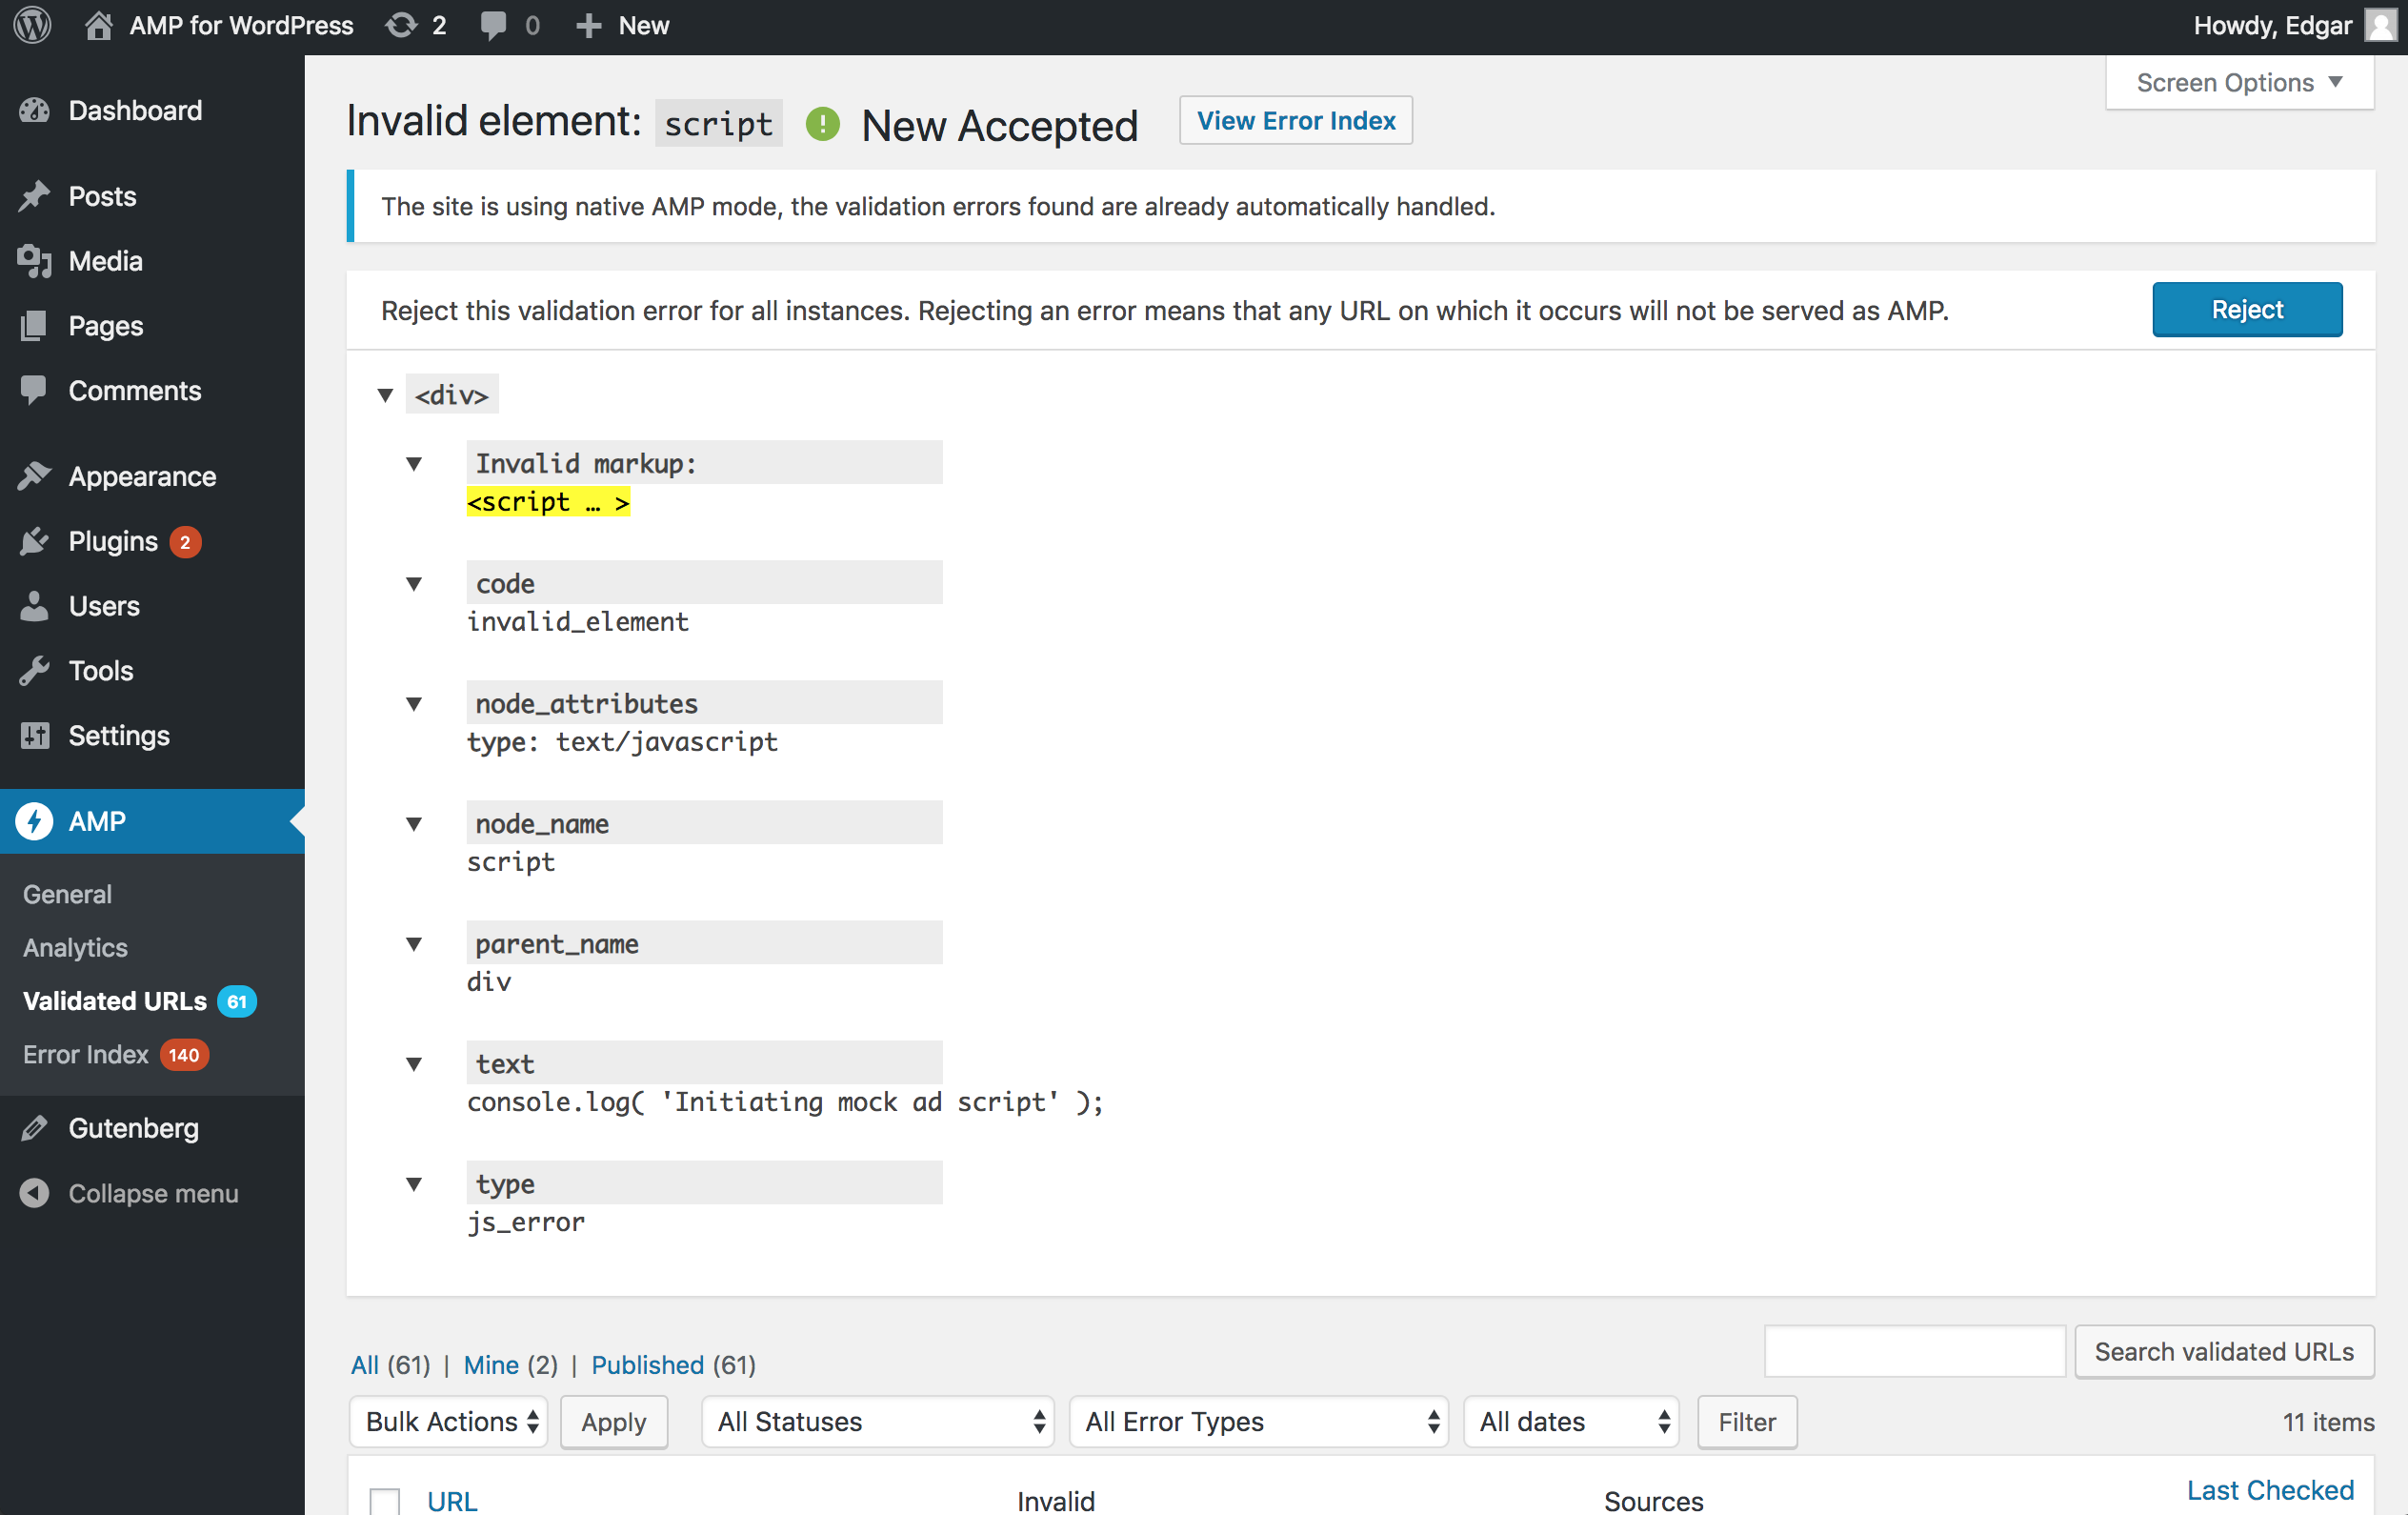 AMP for WordPress 2 0 New Howdy, Edgar
Screen Options
Dashboard
Posts
Media
Pages
Comments
Appearance
Plugins 2
Users
Tools
Settings
AMP
General
Analytics
Validated URLs 61
Error Index 140
Gutenberg
Collapse menu
Invalid element: script ! New Accepted View Error Index
The site is using native AMP mode, the validation errors found are already automatically handled.
Reject this validation error for all instances. Rejecting an error means that any URL on which it occurs will not be served as AMP. Reject
<div>
Invalid markup:
<script … >
code
invalid_element
node_attributes
type: text/javascript
node_name
script
parent_name
div
text
console.log( 'Initiating mock ad script' );
type
js_error
All (61) | Mine (2) | Published (61)
Search validated URLs
Bulk Actions Apply All Statuses All Error Types All dates Filter 11 items
URL Invalid Sources Last Checked